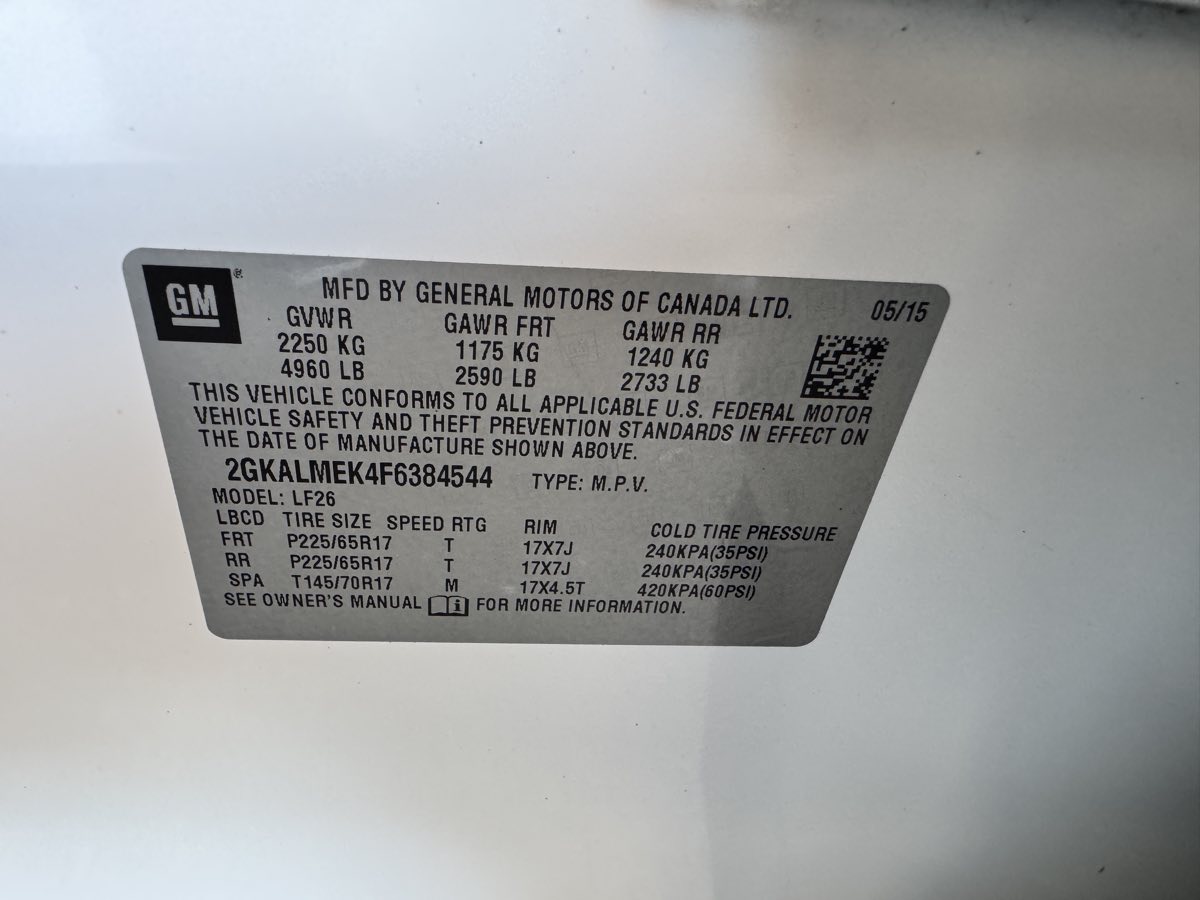 GM ®
MFD BY GENERAL MOTORS OF CANADA LTD. 05/15
GVWR GAWR FRT GAWR RR
2250 KG 1175 KG 1240 KG
4960 LB 2590 LB 2733 LB
THIS VEHICLE CONFORMS TO ALL APPLICABLE U.S. FEDERAL MOTOR
VEHICLE SAFETY AND THEFT PREVENTION STANDARDS IN EFFECT ON
THE DATE OF MANUFACTURE SHOWN ABOVE.
2GKALMEK4F6384544 TYPE: M.P.V.
MODEL: LF26
LBCD TIRE SIZE SPEED RTG RIM COLD TIRE PRESSURE
FRT P225/65R17 T 17X7J 240KPA(35PSI)
RR P225/65R17 T 17X7J 240KPA(35PSI)
SPA T145/70R17 M 17X4.5T 420KPA(60PSI)
SEE OWNER'S MANUAL i FOR MORE INFORMATION.